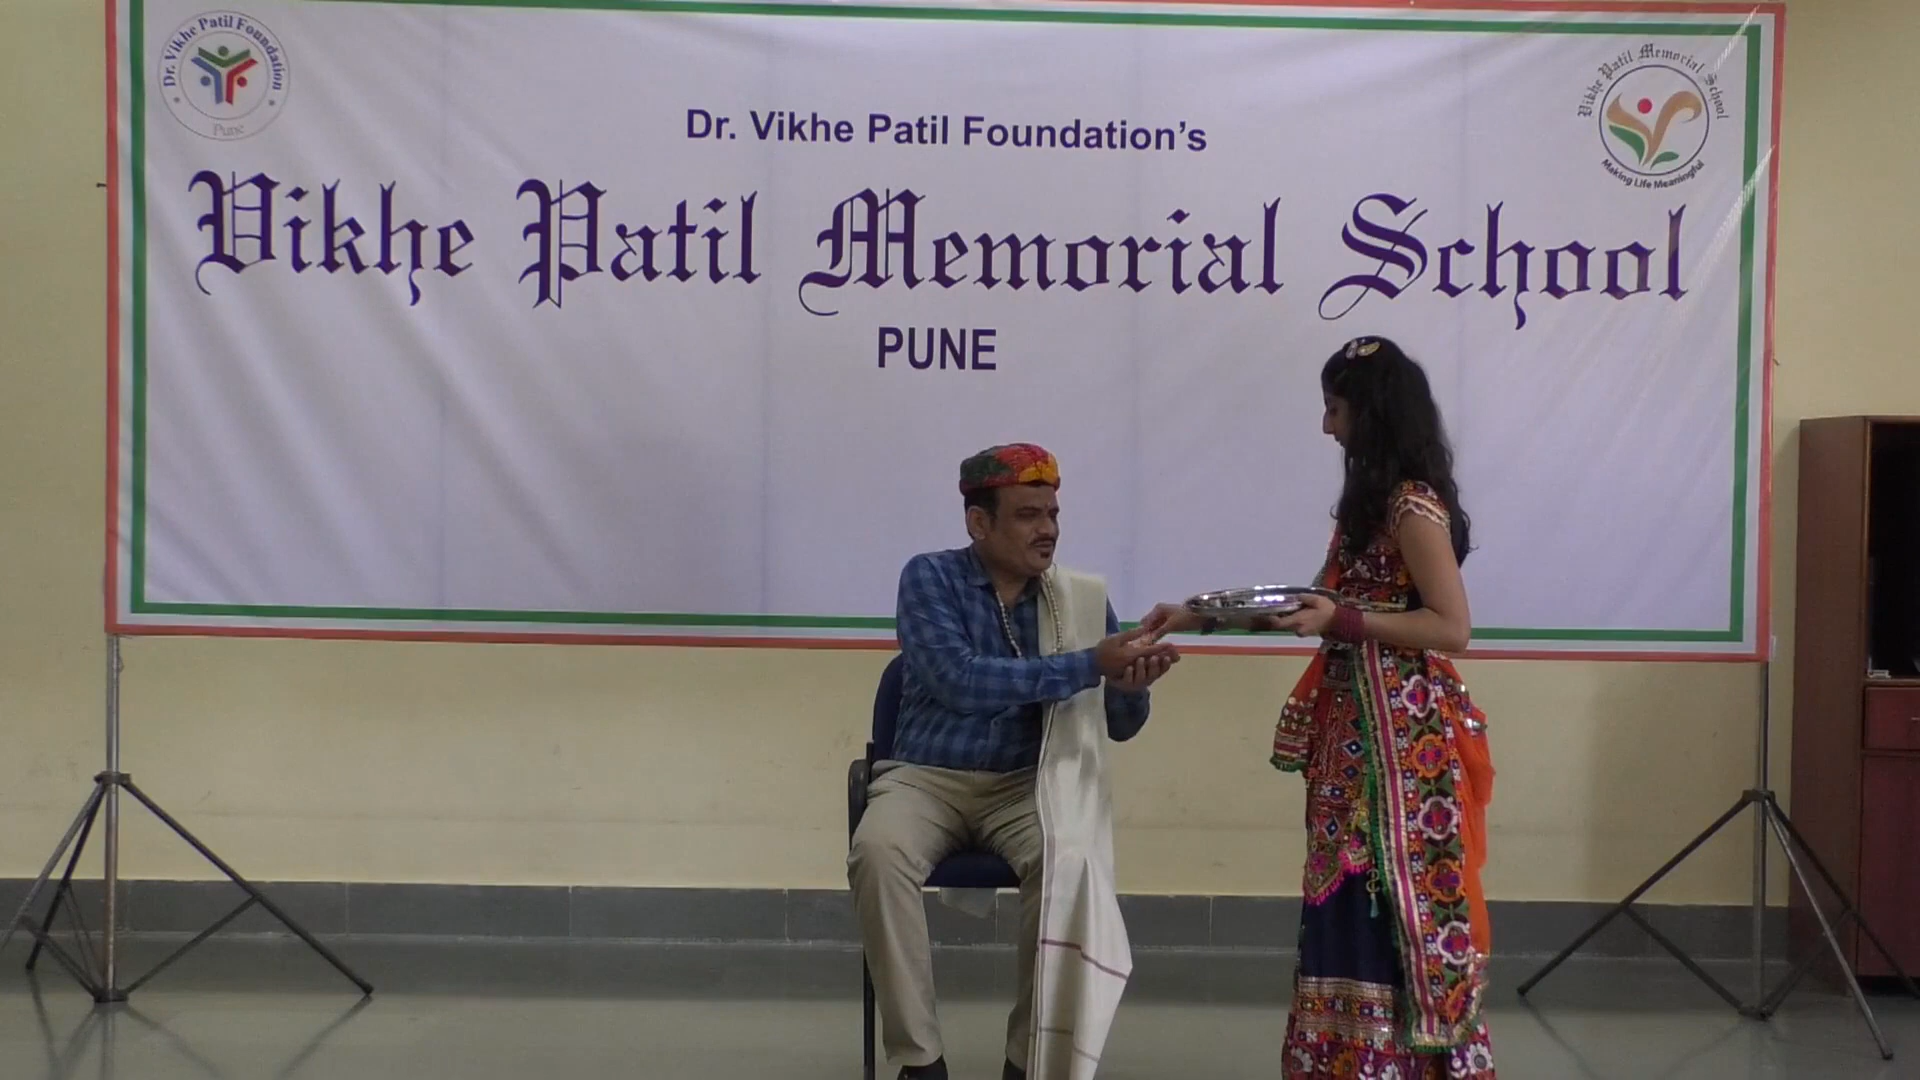 Dr. Vikhe Patil Foundation
Pune
Vikhe Patil Memorial School
Making Life Meaningful
Dr. Vikhe Patil Foundation's
Vikhe Patil Memorial School
PUNE